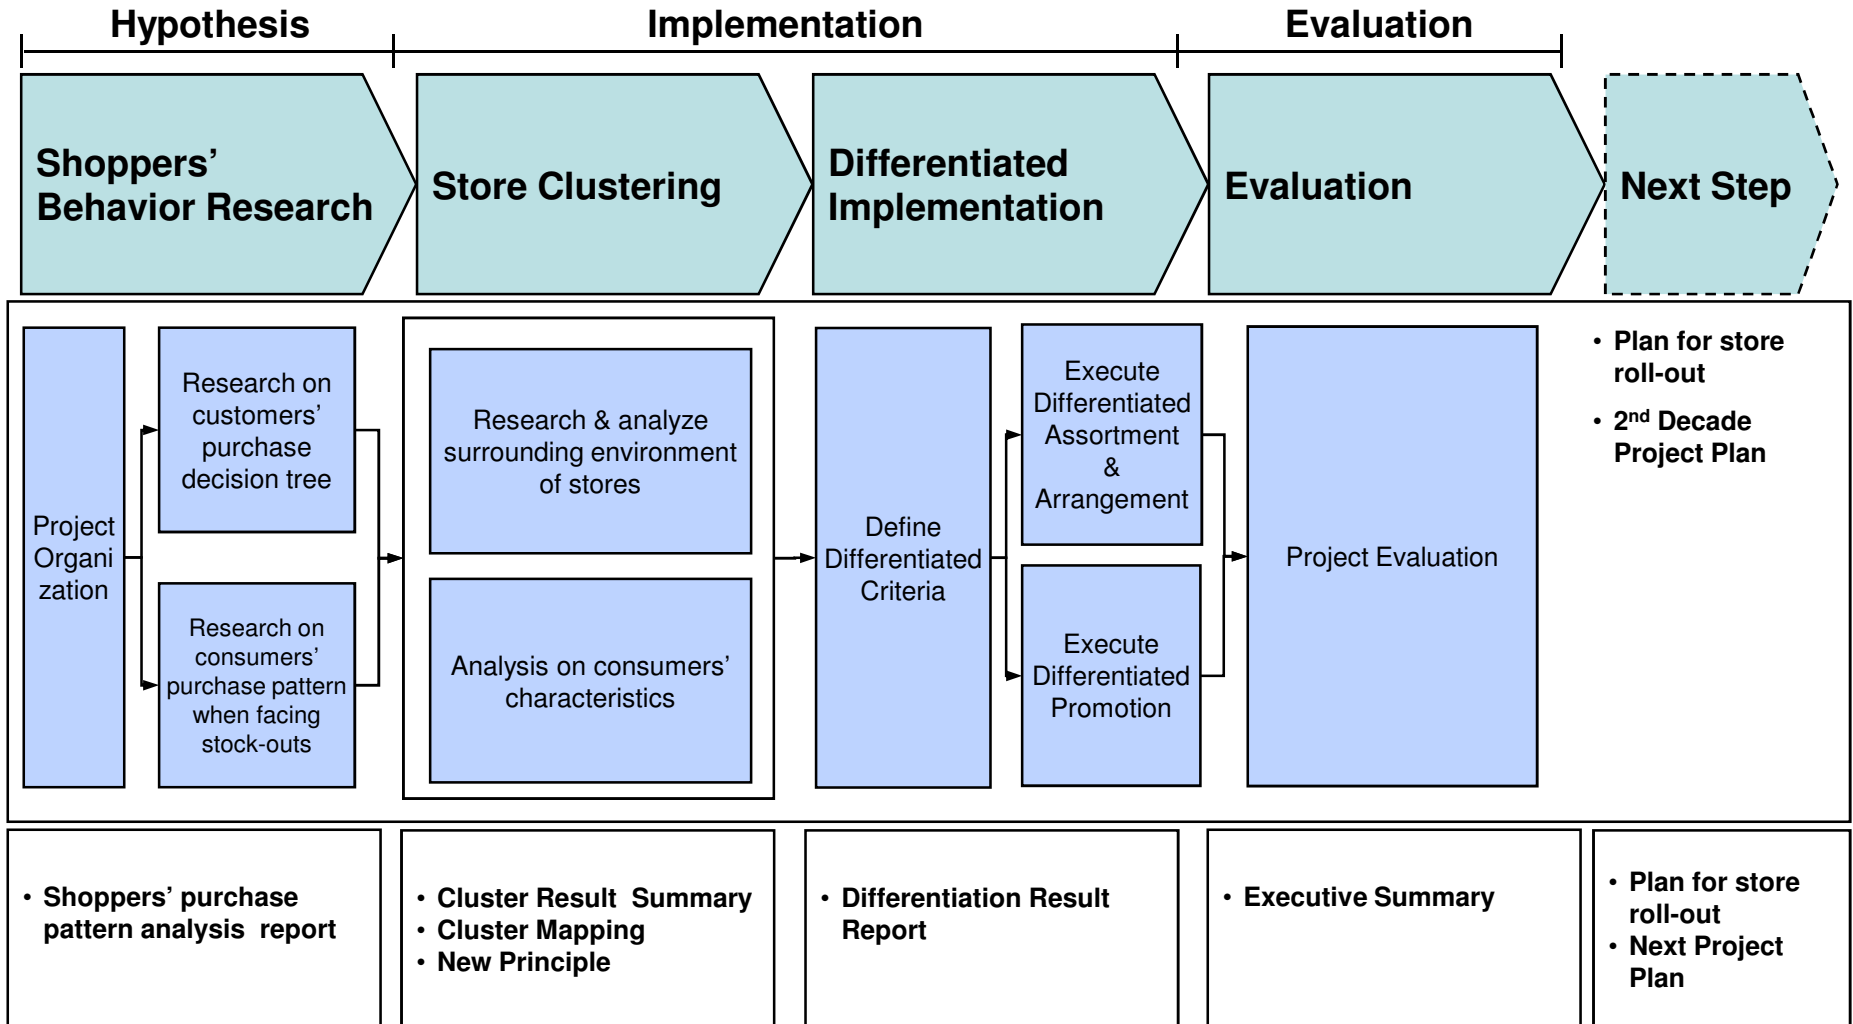 Hypothesis
Implementation
Evaluation
Shoppers’
Behavior Research
Store Clustering
Differentiated
Implementation
Evaluation
Next Step
Project
Organi
zation
Research on
customers’
purchase
decision tree
Research on
consumers’
purchase pattern
when facing
stock-outs
Research & analyze
surrounding environment
of stores
Analysis on consumers’
characteristics
Define
Differentiated
Criteria
Execute
Differentiated
Assortment
&
Arrangement
Execute
Differentiated
Promotion
Project Evaluation
• Plan for store
roll-out
• 2nd Decade
Project Plan
• Shoppers’ purchase
pattern analysis report
• Cluster Result Summary
• Cluster Mapping
• New Principle
• Differentiation Result
Report
• Executive Summary
• Plan for store
roll-out
• Next Project
Plan